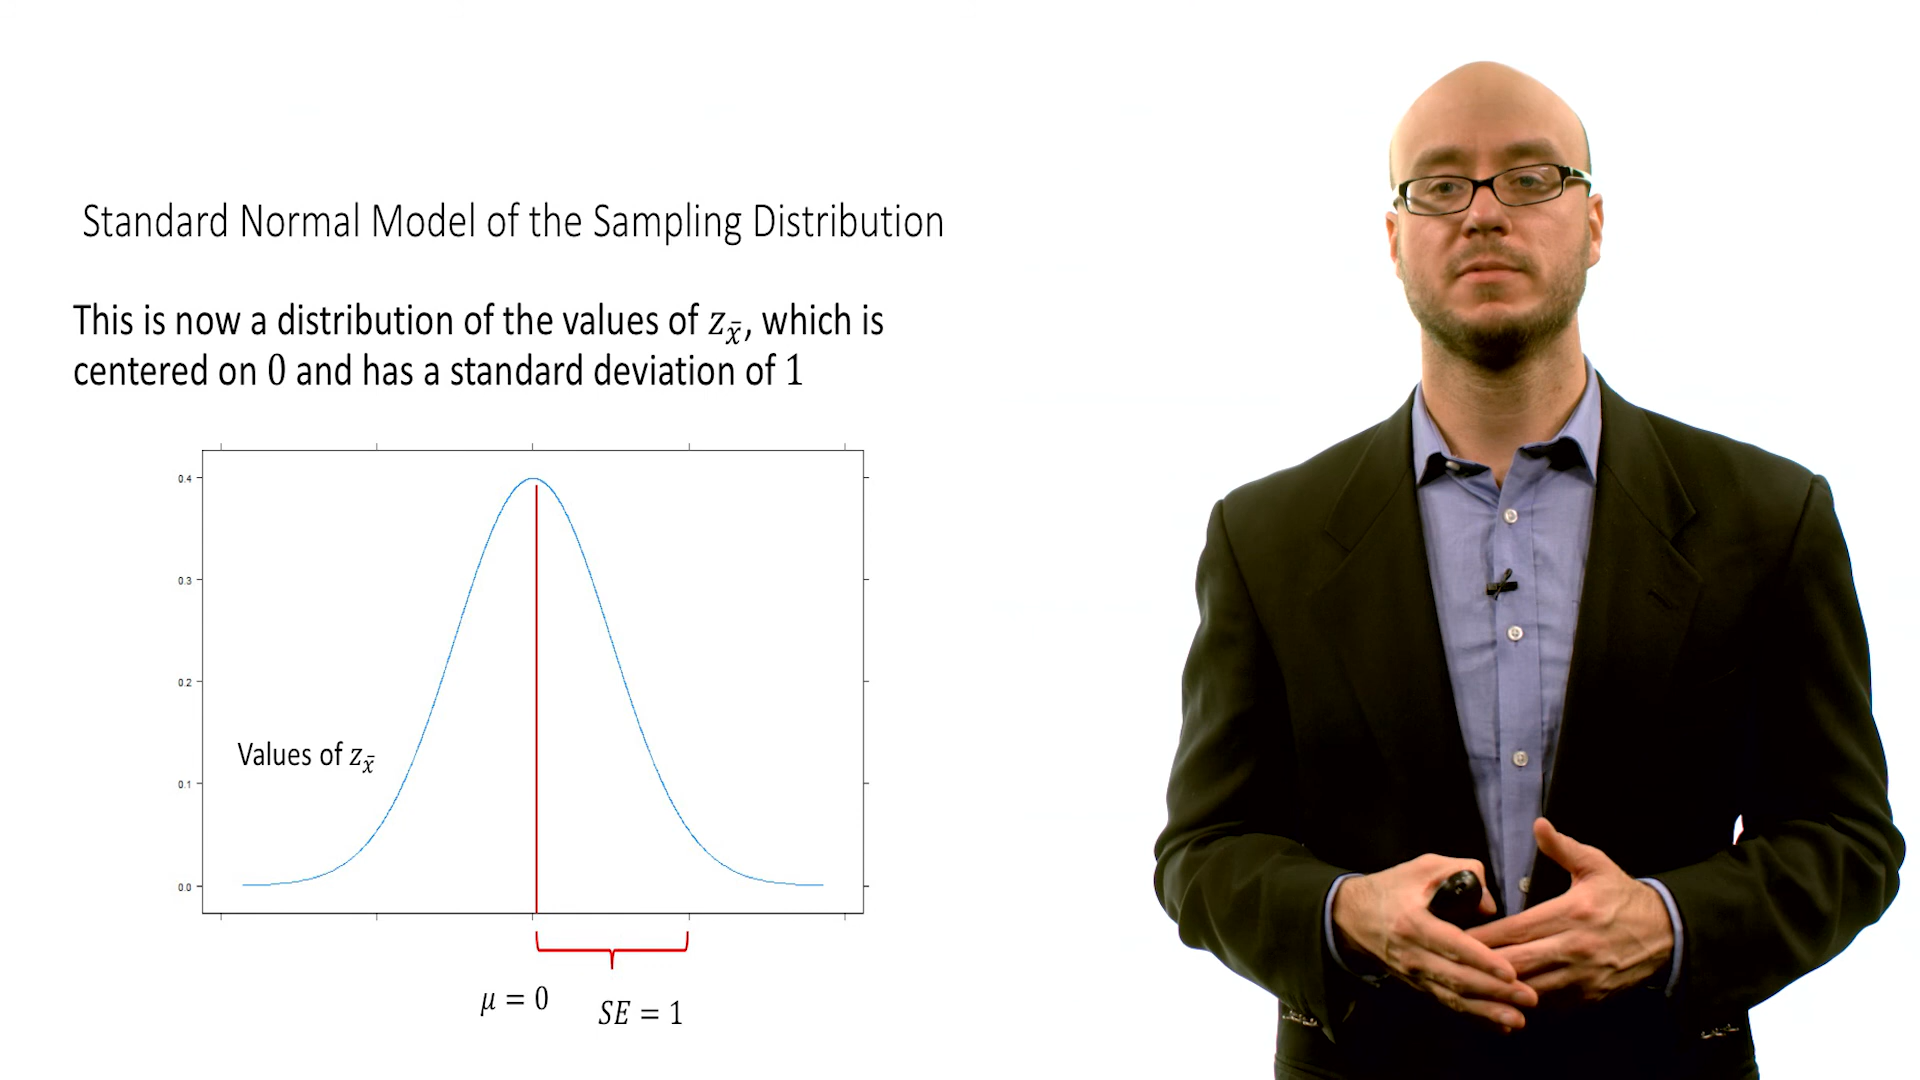 Standard Normal Model of the Sampling Distribution
This is now a distribution of the values of z_x̄, which is
centered on 0 and has a standard deviation of 1
0.4
0.3
0.2
Values of z_x̄
0.1
0.0
μ = 0
SE = 1